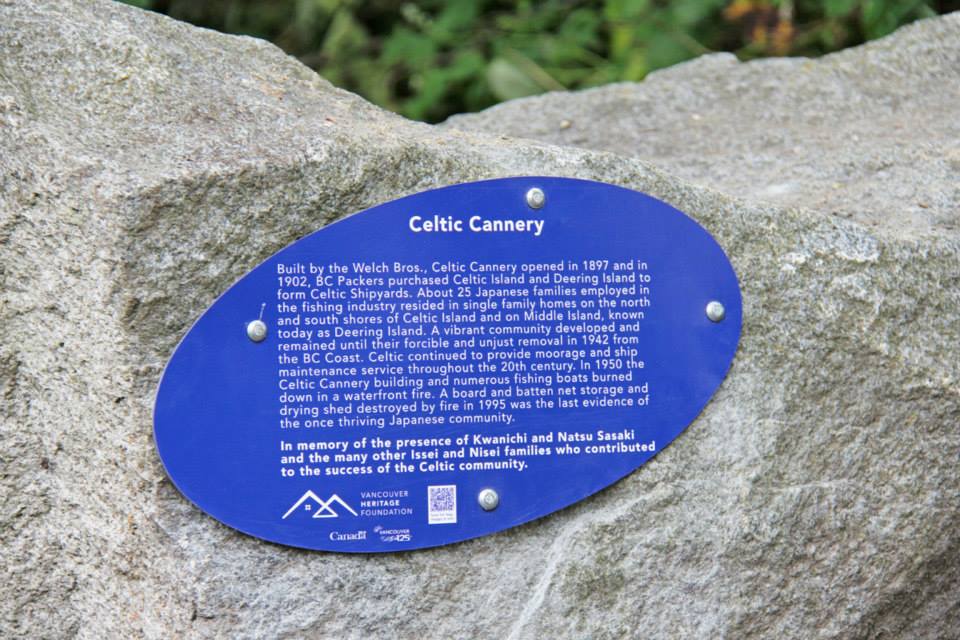 Celtic Cannery
Built by the Welch Bros., Celtic Cannery opened in 1897 and in
1902, BC Packers purchased Celtic Island and Deering Island to
form Celtic Shipyards. About 25 Japanese families employed in
the fishing industry resided in single family homes on the north
and south shores of Celtic Island and on Middle Island, known
today as Deering Island. A vibrant community developed and
remained until their forcible and unjust removal in 1942 from
the BC Coast. Celtic continued to provide moorage and ship
maintenance service throughout the 20th century. In 1950 the
Celtic Cannery building and numerous fishing boats burned
down in a waterfront fire. A board and batten net storage and
drying shed destroyed by fire in 1995 was the last evidence of
the once thriving Japanese community.
In memory of the presence of Kwanichi and Natsu Sasaki
and the many other Issei and Nisei families who contributed
to the success of the Celtic community.
VANCOUVER
HERITAGE
FOUNDATION
Canada
VANCOUVER
125